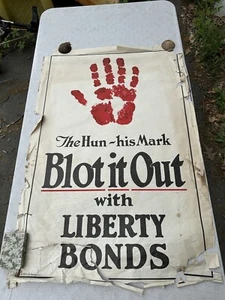 The Hun - his Mark
Blot it Out
with
LIBERTY
BONDS